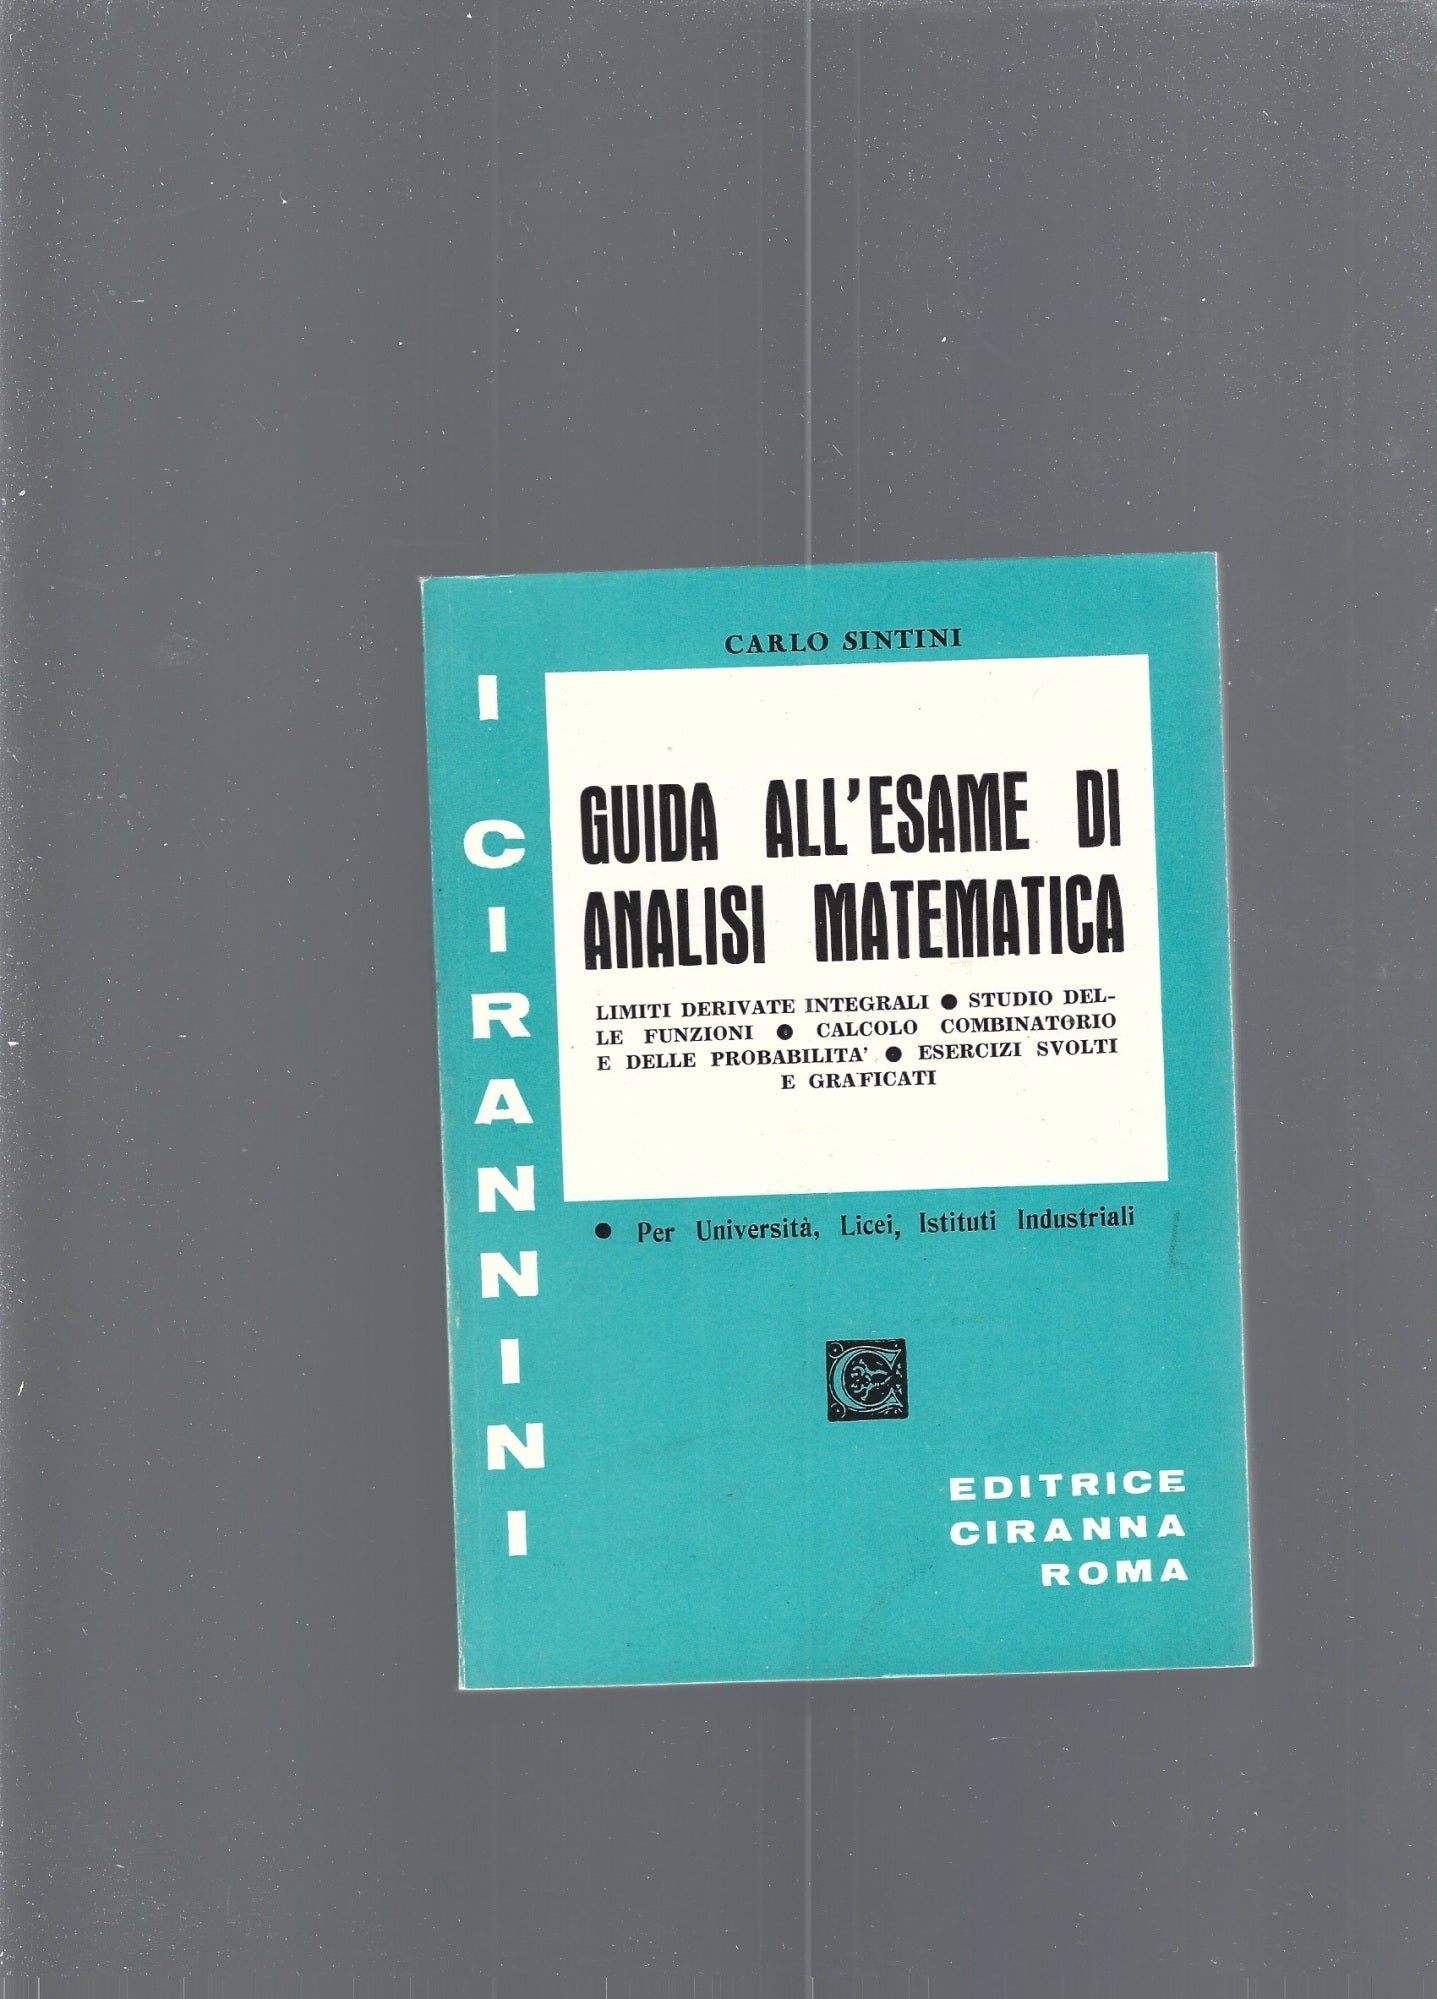 CARLO SINTINI
I CIRANNINI
GUIDA ALL'ESAME DI
ANALISI MATEMATICA
LIMITI DERIVATE INTEGRALI ● STUDIO DEL-
LE FUNZIONI ● CALCOLO COMBINATORIO
E DELLE PROBABILITA' ● ESERCIZI SVOLTI
E GRAFICATI
● Per Università, Licei, Istituti Industriali
C
EDITRICE
CIRANNA
ROMA